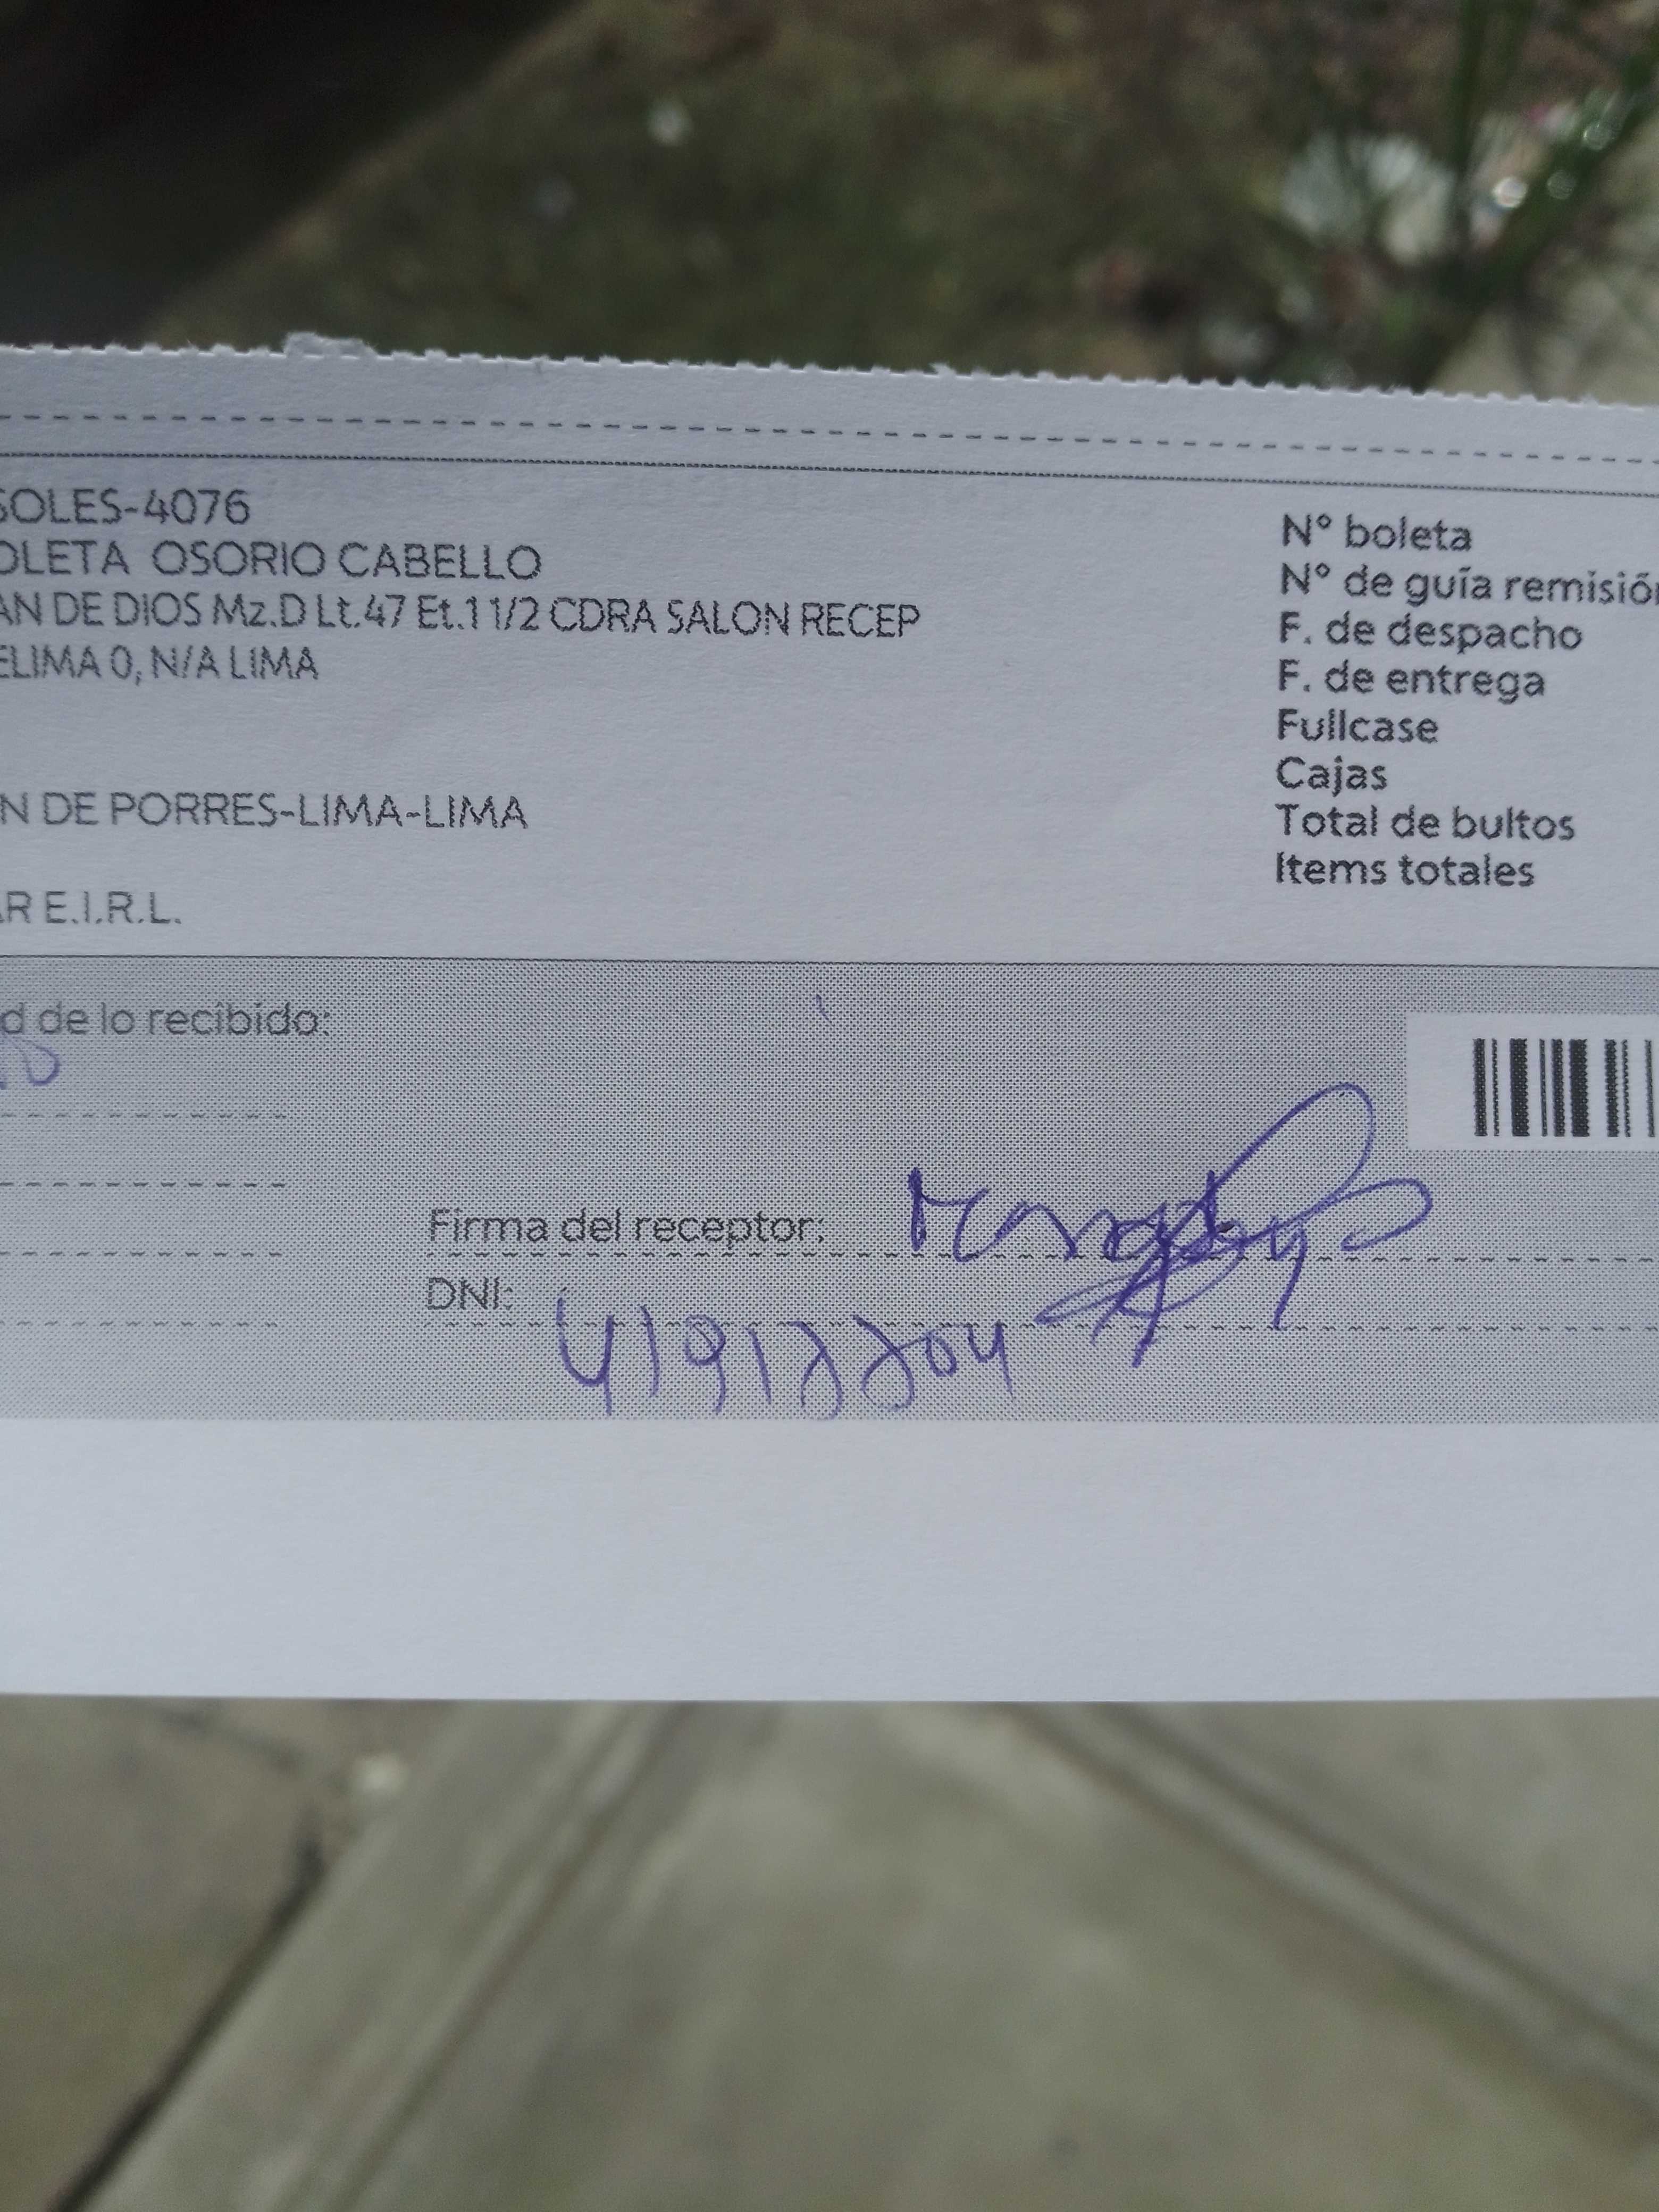 SOLES-4076
OLETA OSORIO CABELLO
AN DE DIOS Mz.D Lt.47 Et.1 1/2 CDRA SALON RECEP
ELIMA 0, N/A LIMA
N DE PORRES-LIMA-LIMA
AR E.I.R.L.
N° boleta
N° de guía remisión
F. de despacho
F. de entrega
Fullcase
Cajas
Total de bultos
Items totales
d de lo recibido:
Firma del receptor:
DNI: